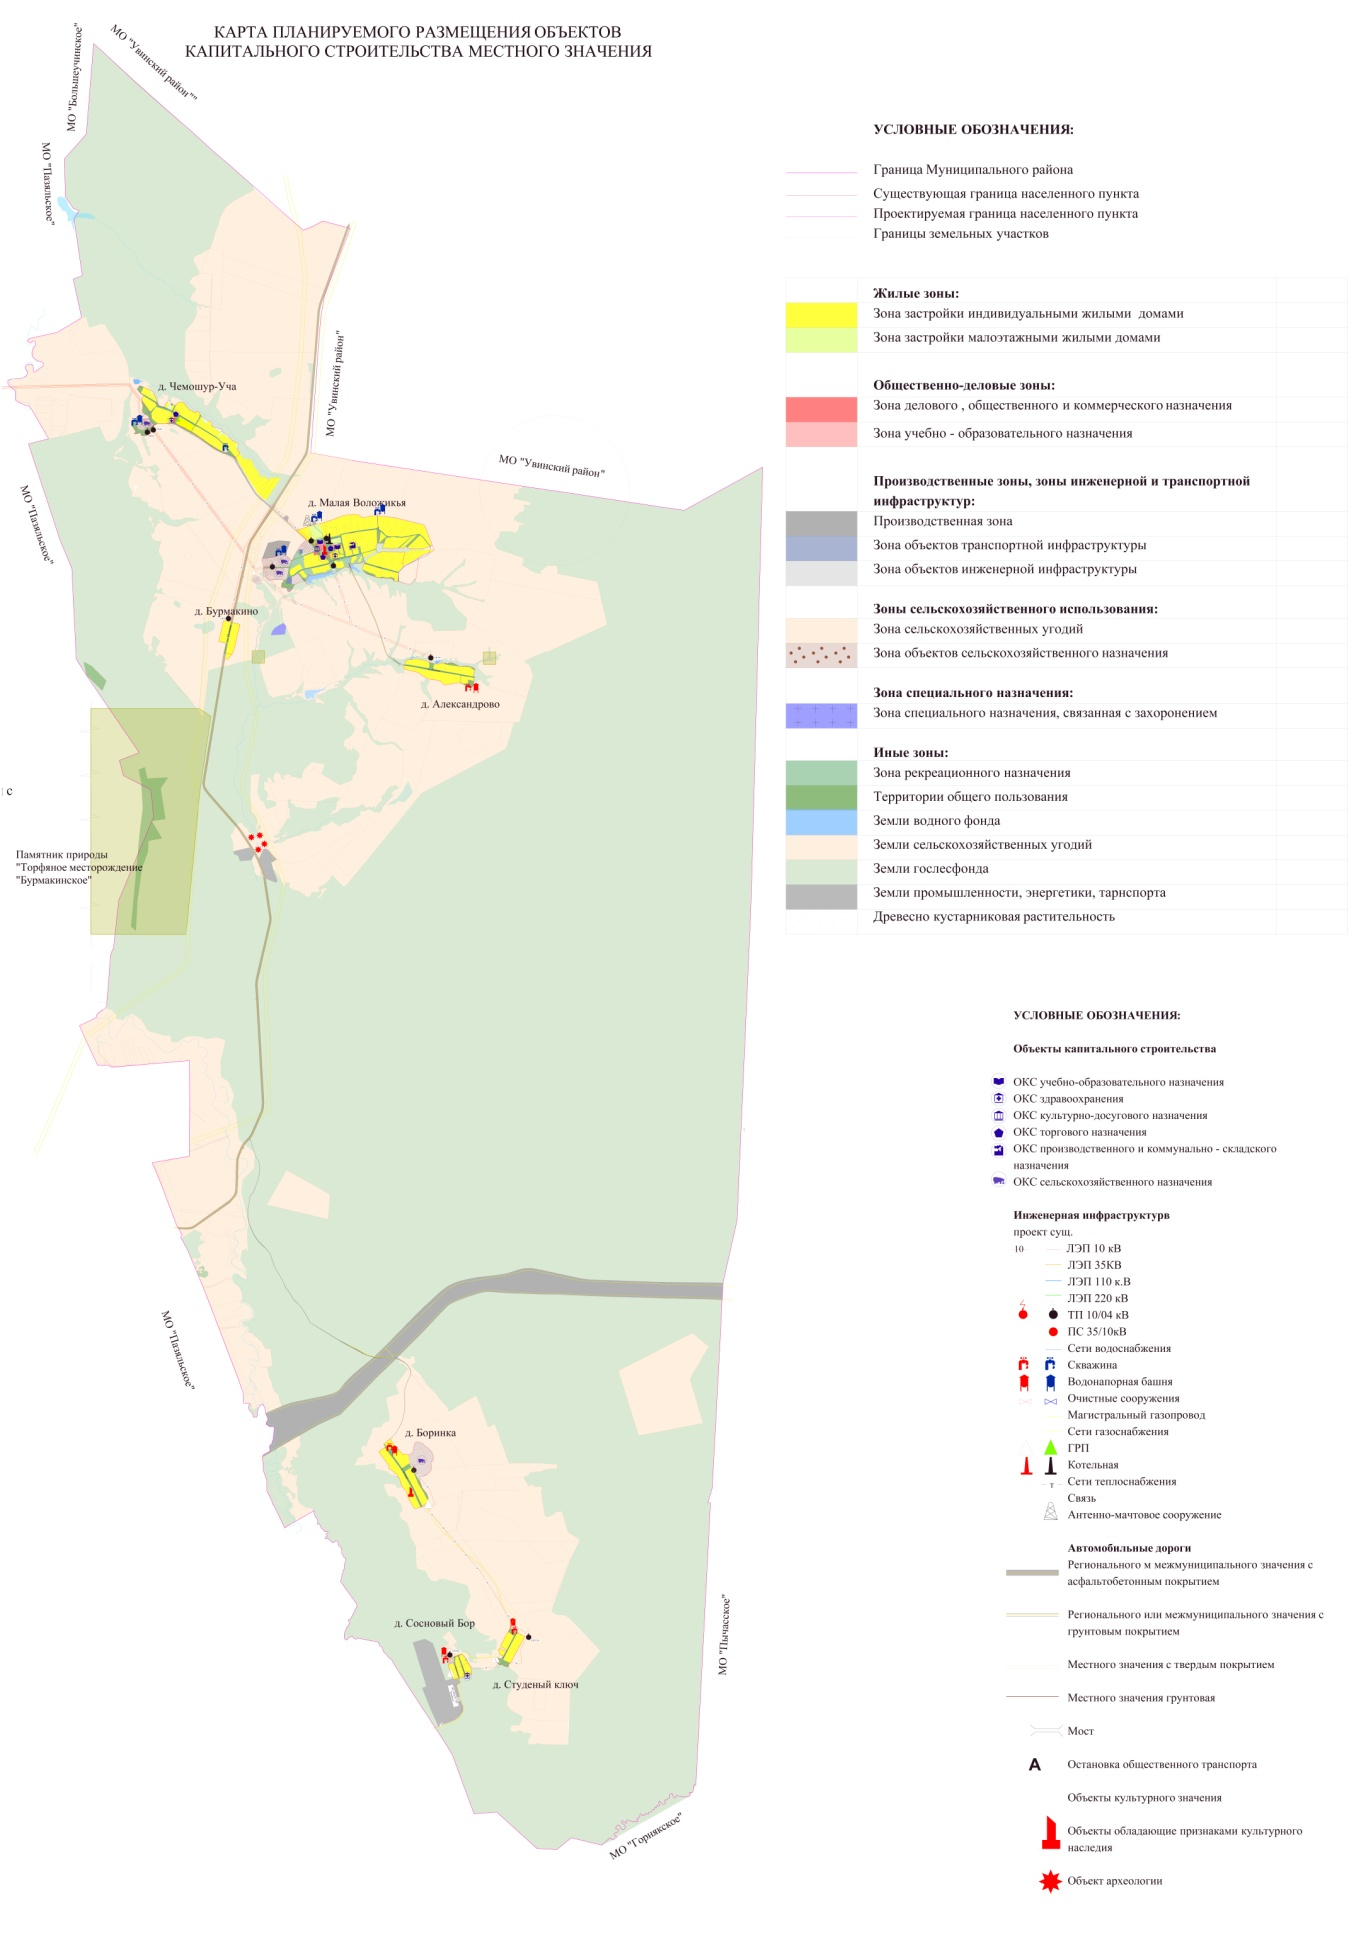 КАРТА ПЛАНИРУЕМОГО РАЗМЕЩЕНИЯ ОБЪЕКТОВ
КАПИТАЛЬНОГО СТРОИТЕЛЬСТВА МЕСТНОГО ЗНАЧЕНИЯ
МО "Большеучинское"
МО "Увинский район""
МО "Пазяльское"
МО "Увинский район"
д. Чемошур-Уча
МО "Увинский район"
МО "Пазяльское"
д. Малая Воложикья
д. Бурмакино
д. Александрово
с
Памятник природы
"Торфяное месторождение
"Бурмакинское"
МО "Пазяльское"
д. Боринка
д. Сосновый Бор
д. Студеный ключ
МО "Пычасское"
МО "Горнякское"
УСЛОВНЫЕ ОБОЗНАЧЕНИЯ:
Граница Муниципального района
Существующая граница населенного пункта
Проектируемая граница населенного пункта
Границы земельных участков
Жилые зоны:
Зона застройки индивидуальными жилыми домами
Зона застройки малоэтажными жилыми домами
Общественно-деловые зоны:
Зона делового , общественного и коммерческого назначения
Зона учебно - образовательного назначения
Производственные зоны, зоны инженерной и транспортной
инфраструктур:
Производственная зона
Зона объектов транспортной инфраструктуры
Зона объектов инженерной инфраструктуры
Зоны сельскохозяйственного использования:
Зона сельскохозяйственных угодий
Зона объектов сельскохозяйственного назначения
Зона специального назначения:
Зона специального назначения, связанная с захоронением
Иные зоны:
Зона рекреационного назначения
Территории общего пользования
Земли водного фонда
Земли сельскохозяйственных угодий
Земли гослесфонда
Земли промышленности, энергетики, тарнспорта
Древесно кустарниковая растительность
УСЛОВНЫЕ ОБОЗНАЧЕНИЯ:
Объекты капитального строительства
ОКС учебно-образовательного назначения
ОКС здравоохранения
ОКС культурно-досугового назначения
ОКС торгового назначения
ОКС производственного и коммунально - складского
назначения
ОКС сельскохозяйственного назначения
Инженерная инфраструктурв
проект сущ.
10 ЛЭП 10 кВ
ЛЭП 35КВ
ЛЭП 110 к.В
ЛЭП 220 кВ
ТП 10/04 кВ
ПС 35/10кВ
Сети водоснабжения
Скважина
Водонапорная башня
Очистные сооружения
Магистральный газопровод
Сети газоснабжения
ГРП
Котельная
т Сети теплоснабжения
Связь
Антенно-мачтовое сооружение
Автомобильные дороги
Регионального м межмуниципального значения с
асфальтобетонным покрытием
Регионального или межмуниципального значения с
грунтовым покрытием
Местного значения с твердым покрытием
Местного значения грунтовая
Мост
А Остановка общественного транспорта
Объекты культурного значения
Объекты обладающие признаками культурного
наследия
Объект археологии